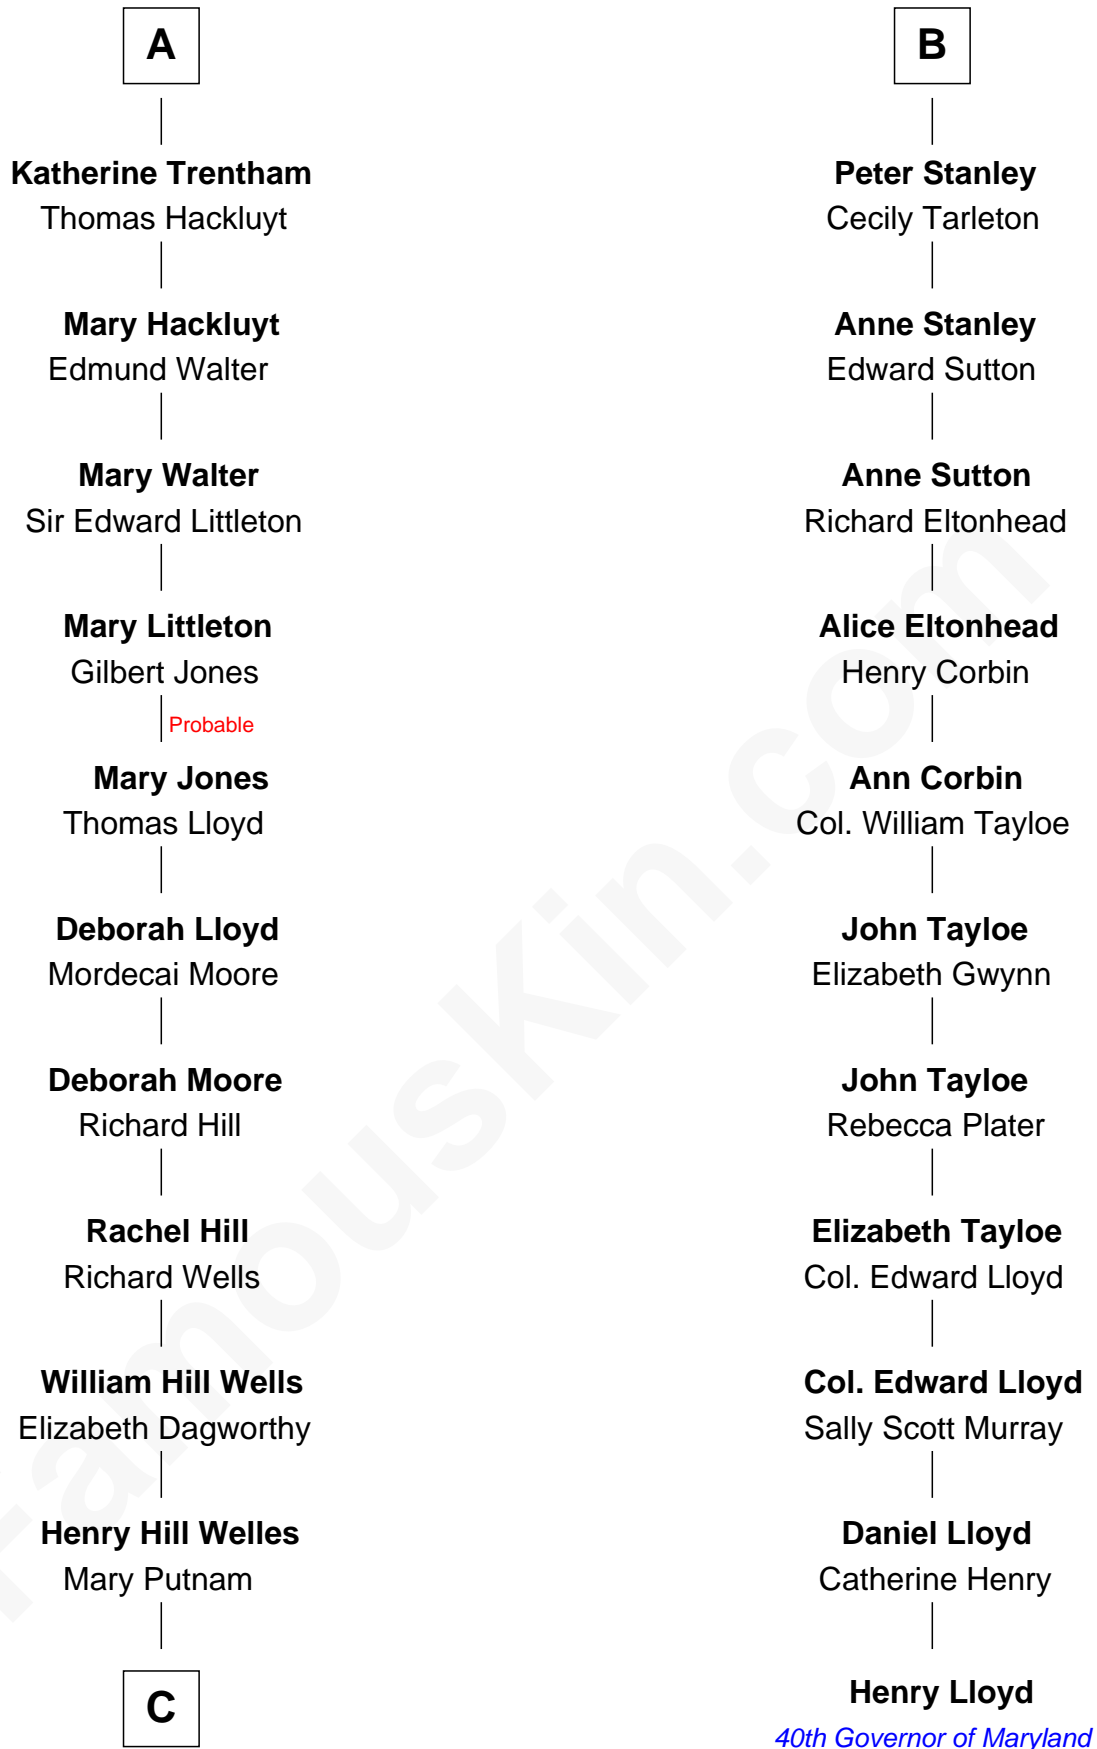 A
Katherine Trentham
Thomas Hackluyt
Mary Hackluyt
Edmund Walter
Mary Walter
Sir Edward Littleton
Mary Littleton
Gilbert Jones
Probable
Mary Jones
Thomas Lloyd
Deborah Lloyd
Mordecai Moore
Deborah Moore
Richard Hill
Rachel Hill
Richard Wells
William Hill Wells
Elizabeth Dagworthy
Henry Hill Welles
Mary Putnam
C
B
Peter Stanley
Cecily Tarleton
Anne Stanley
Edward Sutton
Anne Sutton
Richard Eltonhead
Alice Eltonhead
Henry Corbin
Ann Corbin
Col. William Tayloe
John Tayloe
Elizabeth Gwynn
John Tayloe
Rebecca Plater
Elizabeth Tayloe
Col. Edward Lloyd
Col. Edward Lloyd
Sally Scott Murray
Daniel Lloyd
Catherine Henry
Henry Lloyd
40th Governor of Maryland
FamousKin.com